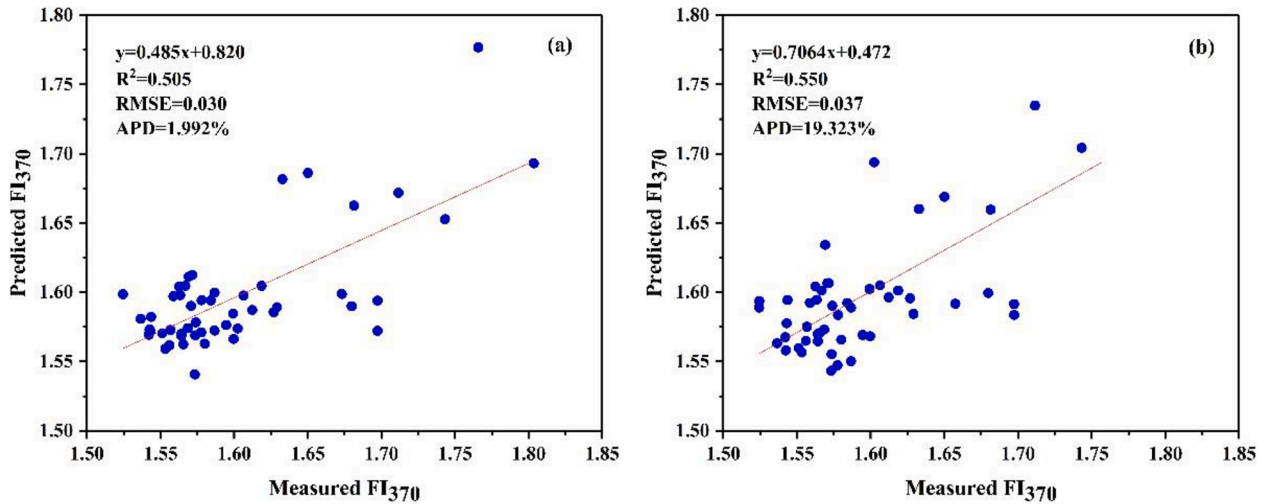 (a)
y=0.485x+0.820
R²=0.505
RMSE=0.030
APD=1.992%
Predicted FI370
1.80
1.75
1.70
1.65
1.60
1.55
1.50
1.50 1.55 1.60 1.65 1.70 1.75 1.80 1.85
Measured FI370
(b)
y=0.7064x+0.472
R²=0.550
RMSE=0.037
APD=19.323%
Predicted FI370
1.80
1.75
1.70
1.65
1.60
1.55
1.50
1.50 1.55 1.60 1.65 1.70 1.75 1.80 1.85
Measured FI370